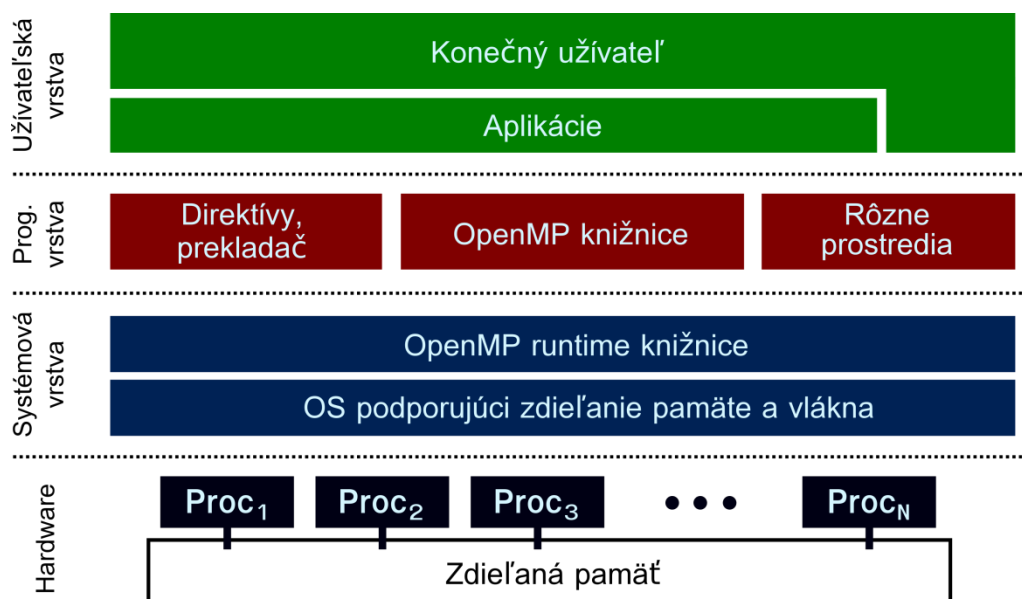 Užívateľská
vrstva
Konečný užívateľ
Aplikácie
Prog.
vrstva
Direktívy,
prekladač
OpenMP knižnice
Rôzne
prostredia
Systémová
vrstva
OpenMP runtime knižnice
OS podporujúci zdieľanie pamäte a vlákna
Hardware
Proc₁ Proc₂ Proc₃ ••• Proc_N
Zdieľaná pamäť